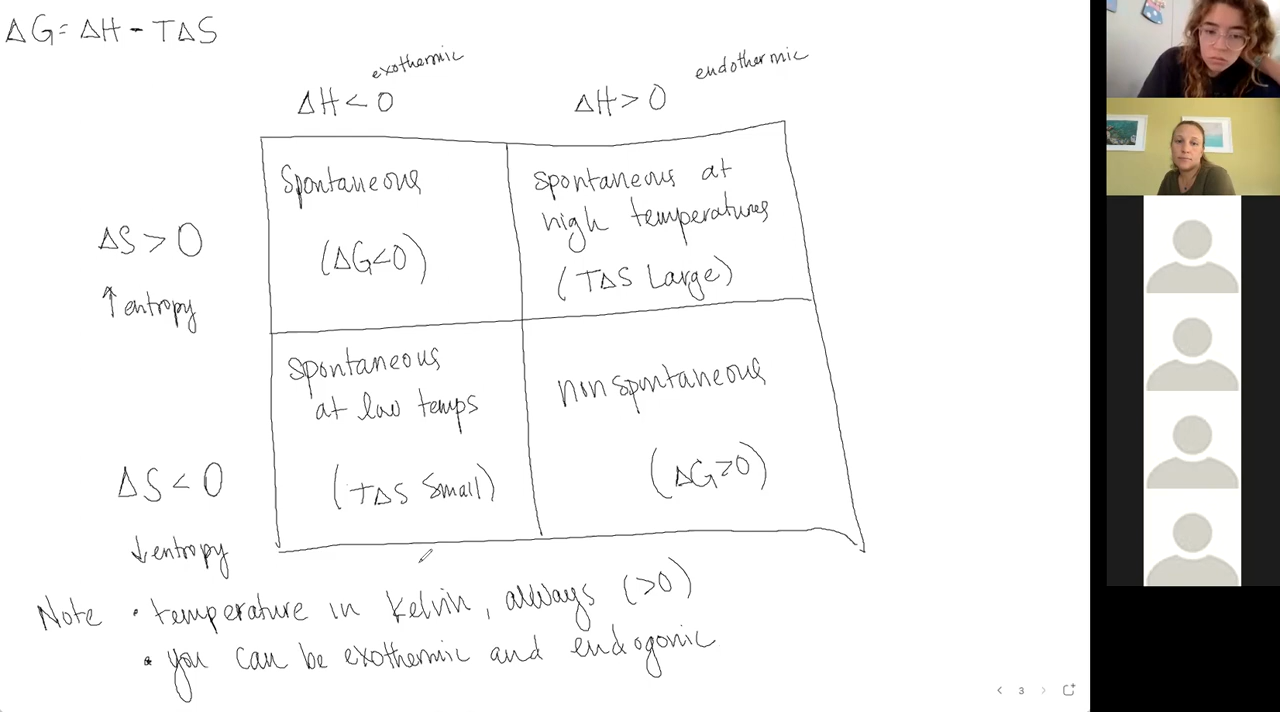 ΔG = ΔH - TΔS
exothermic
endothermic
ΔH < 0
ΔH > 0
Spontaneous
(ΔG<0)
spontaneous at
high temperatures
(TΔS Large)
ΔS > 0
↑ entropy
spontaneous
at low temps
(TΔS Small)
nonspontaneous
(ΔG>0)
ΔS < 0
↓ entropy
Note • temperature in Kelvin, always (>0)
• you can be exothermic and endogonic
3